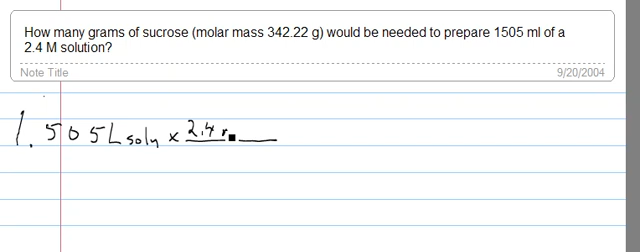 How many grams of sucrose (molar mass 342.22 g) would be needed to prepare 1505 ml of a
2.4 M solution?
Note Title
9/20/2004
1.505L soln x 2.4